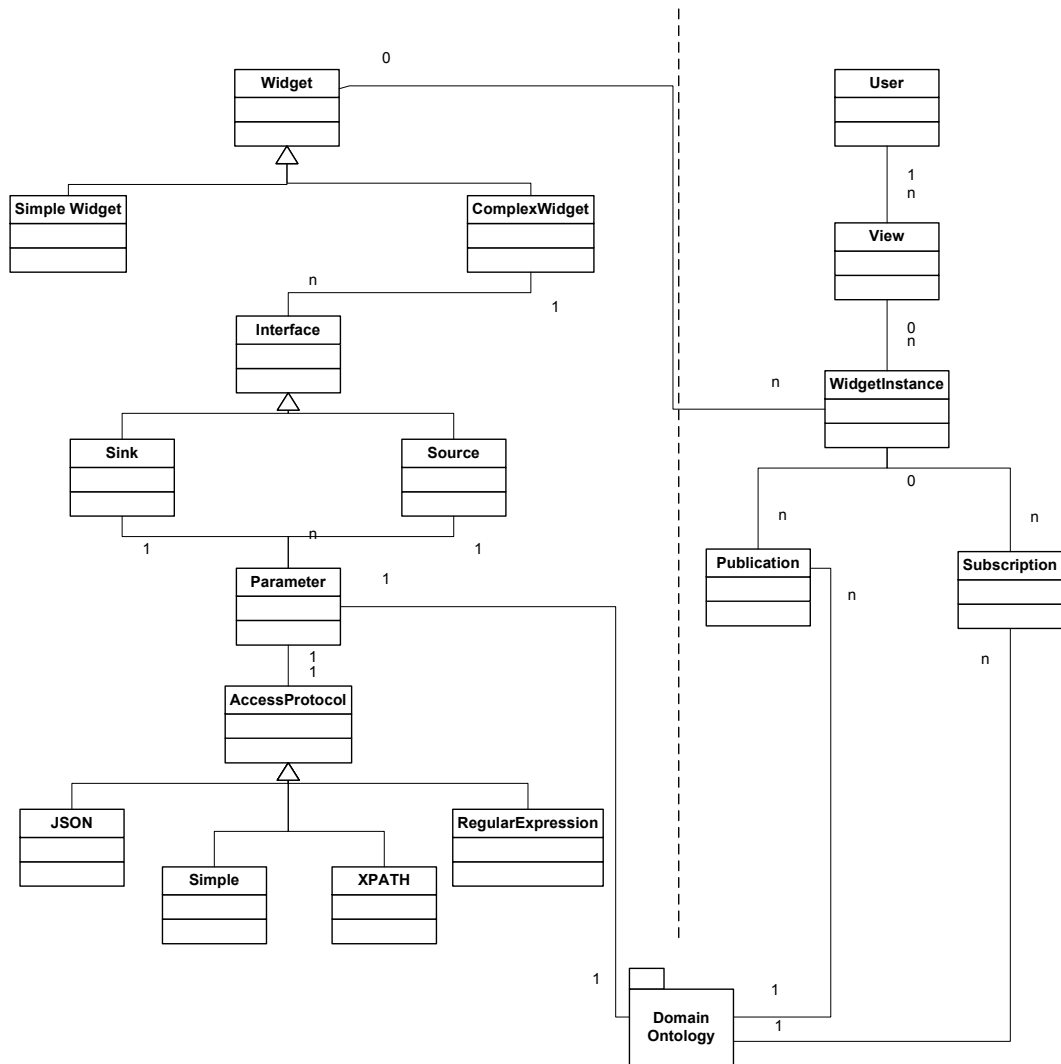 0
Widget
User
1
n
Simple Widget
ComplexWidget
View
n
1
Interface
0
n
n
WidgetInstance
Sink
Source
0
n
n
1
n
1
Publication
Subscription
Parameter
1
n
1
1
n
AccessProtocol
JSON
RegularExpression
Simple
XPATH
1
1
1
Domain
Ontology